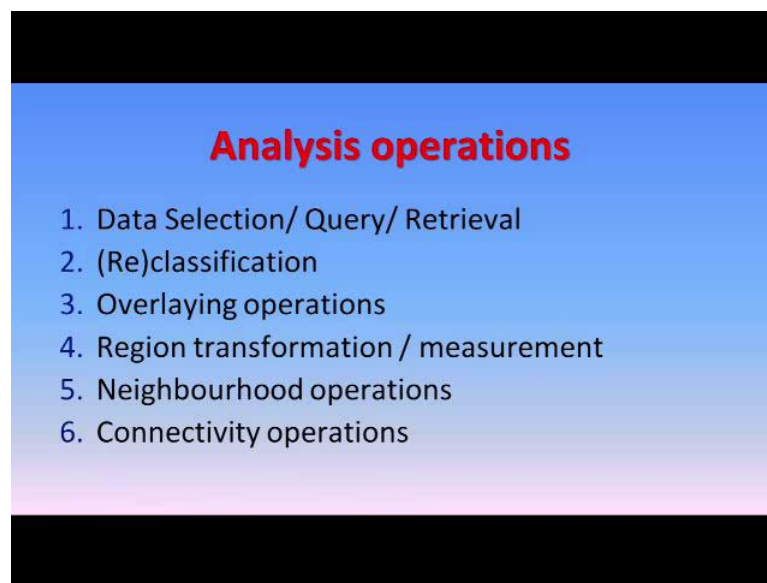 Analysis operations
1. Data Selection/ Query/ Retrieval
2. (Re)classification
3. Overlaying operations
4. Region transformation / measurement
5. Neighbourhood operations
6. Connectivity operations